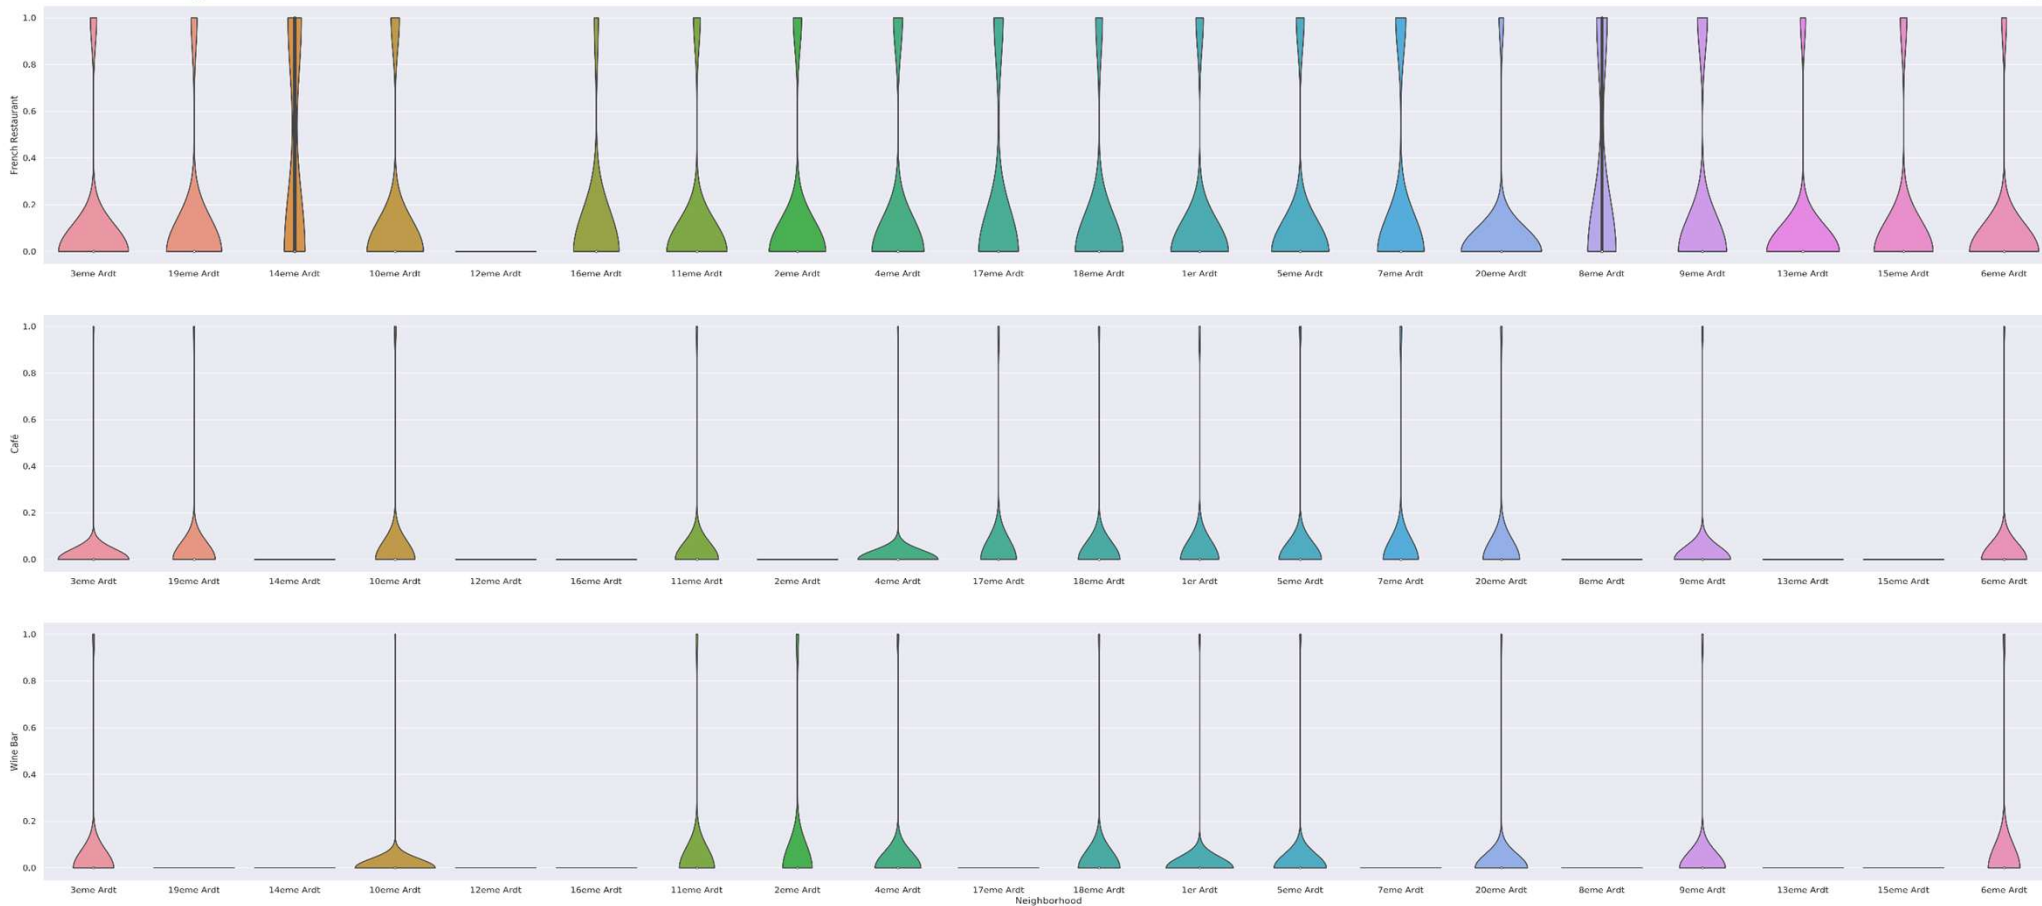 French Restaurant
1.0
0.8
0.6
0.4
0.2
0.0
3eme Ardt 19eme Ardt 14eme Ardt 10eme Ardt 12eme Ardt 16eme Ardt 11eme Ardt 2eme Ardt 4eme Ardt 17eme Ardt 18eme Ardt 1er Ardt 5eme Ardt 7eme Ardt 20eme Ardt 8eme Ardt 9eme Ardt 13eme Ardt 15eme Ardt 6eme Ardt
Café
1.0
0.8
0.6
0.4
0.2
0.0
3eme Ardt 19eme Ardt 14eme Ardt 10eme Ardt 12eme Ardt 16eme Ardt 11eme Ardt 2eme Ardt 4eme Ardt 17eme Ardt 18eme Ardt 1er Ardt 5eme Ardt 7eme Ardt 20eme Ardt 8eme Ardt 9eme Ardt 13eme Ardt 15eme Ardt 6eme Ardt
Wine Bar
1.0
0.8
0.6
0.4
0.2
0.0
3eme Ardt 19eme Ardt 14eme Ardt 10eme Ardt 12eme Ardt 16eme Ardt 11eme Ardt 2eme Ardt 4eme Ardt 17eme Ardt 18eme Ardt 1er Ardt 5eme Ardt 7eme Ardt 20eme Ardt 8eme Ardt 9eme Ardt 13eme Ardt 15eme Ardt 6eme Ardt
Neighborhood